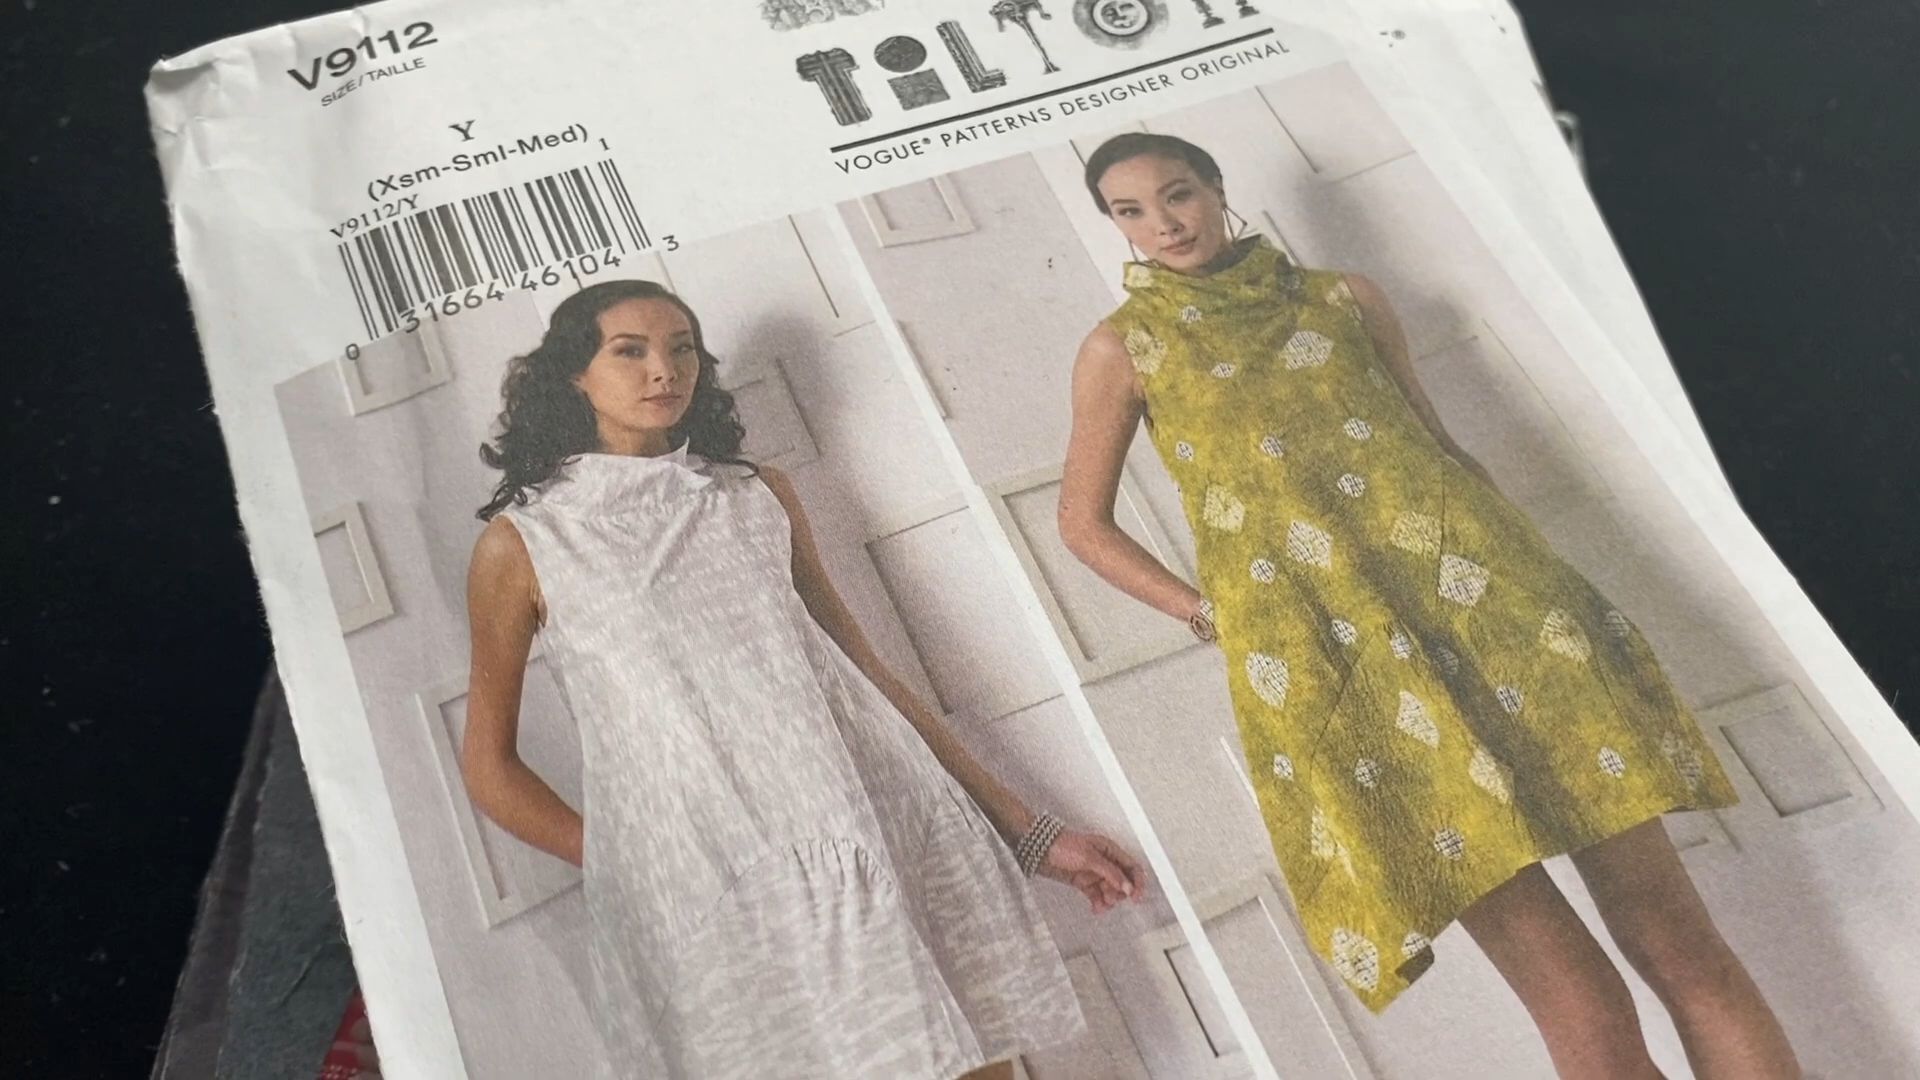 V9112
SIZE/TAILLE
Y
(Xsm-Sml-Med)
V9112/Y
1
0 31664 46104 3
TiLTON
VOGUE® PATTERNS DESIGNER ORIGINAL